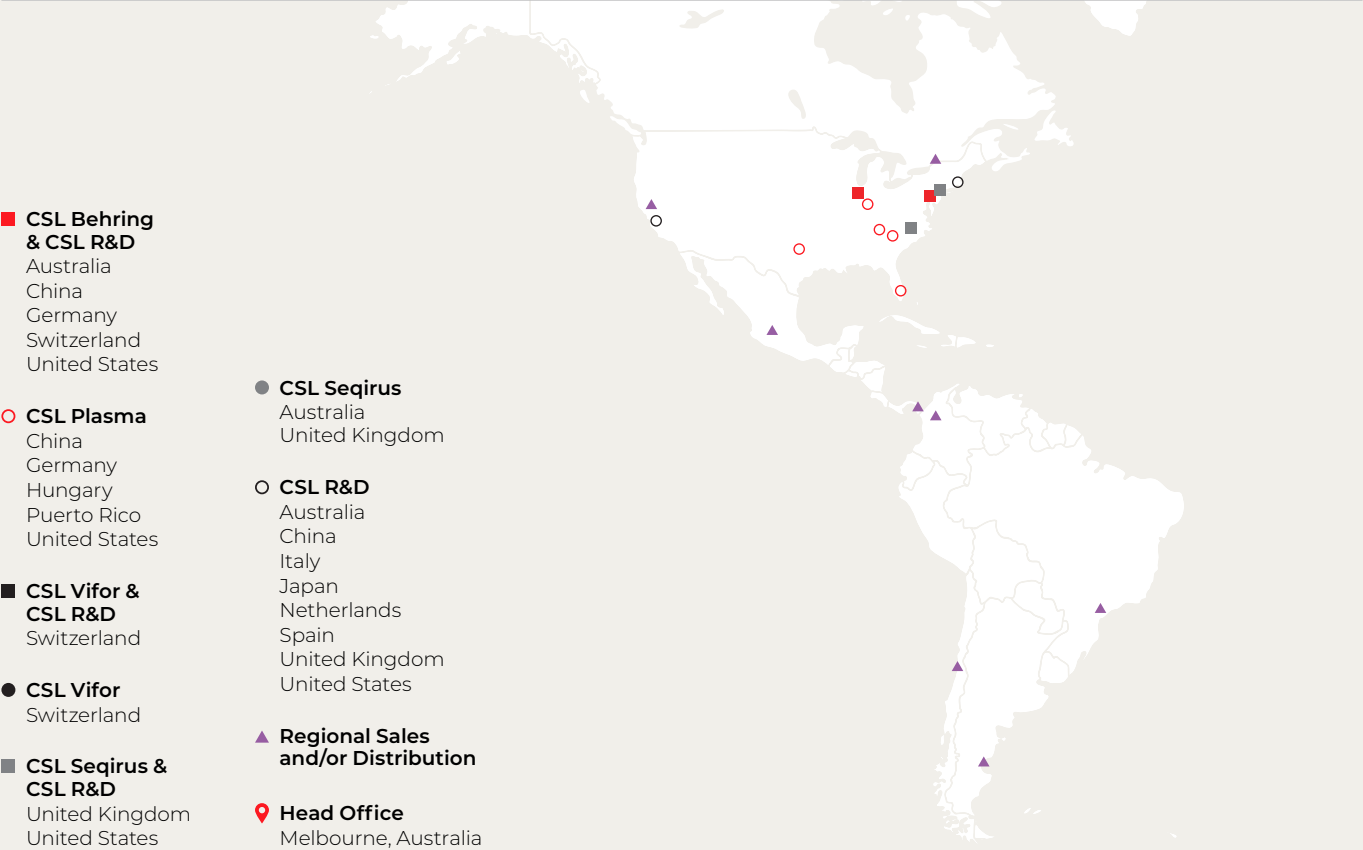 CSL Behring
& CSL R&D
Australia
China
Germany
Switzerland
United States
CSL Plasma
China
Germany
Hungary
Puerto Rico
United States
CSL Vifor &
CSL R&D
Switzerland
CSL Vifor
Switzerland
CSL Seqirus &
CSL R&D
United Kingdom
United States
CSL Seqirus
Australia
United Kingdom
CSL R&D
Australia
China
Italy
Japan
Netherlands
Spain
United Kingdom
United States
Regional Sales
and/or Distribution
Head Office
Melbourne, Australia